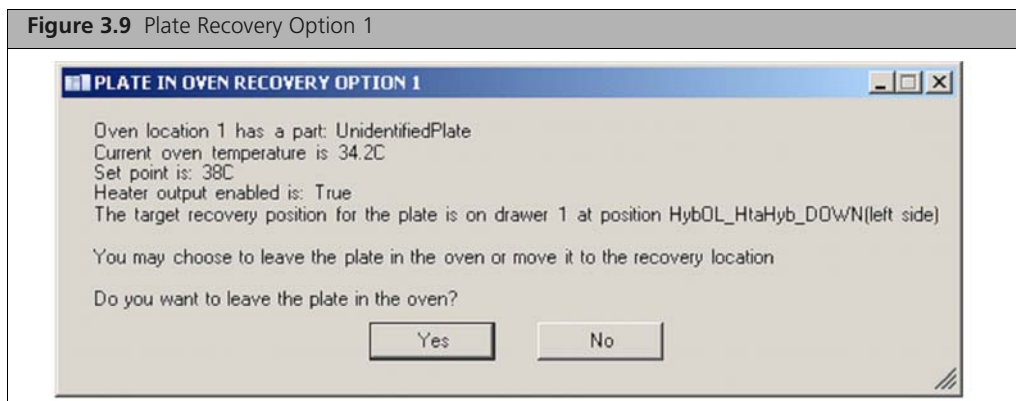 Figure 3.9 Plate Recovery Option 1
PLATE IN OVEN RECOVERY OPTION 1
Oven location 1 has a part: UnidentifiedPlate
Current oven temperature is 34.2C
Set point is: 38C
Heater output enabled is: True
The target recovery position for the plate is on drawer 1 at position HybOL_HtaHyb_DOWN(left side)
You may choose to leave the plate in the oven or move it to the recovery location
Do you want to leave the plate in the oven?
Yes No